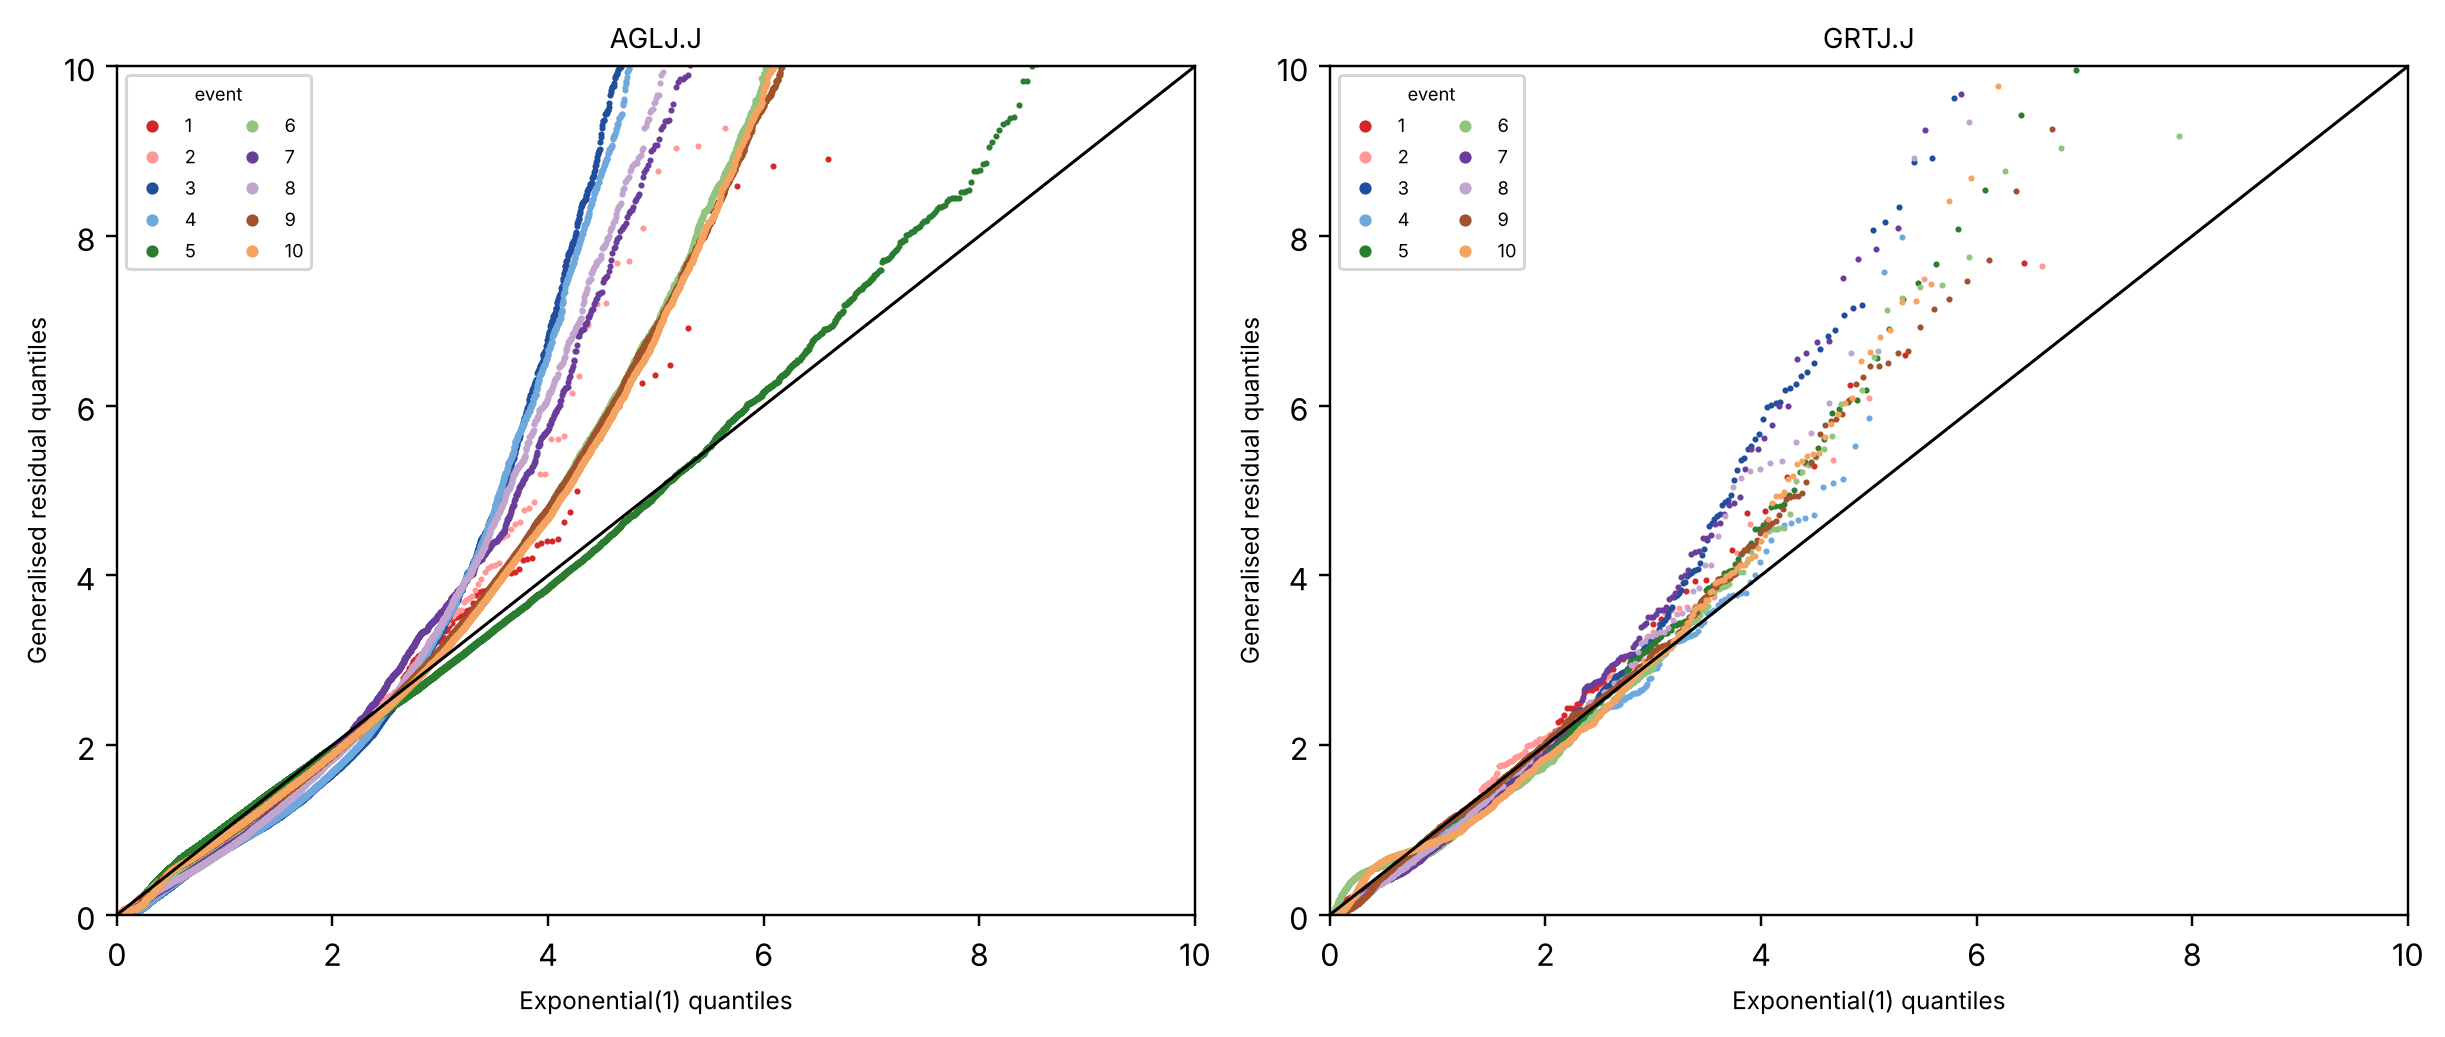 AGLJ.J
Generalised residual quantiles
10
8
6
4
2
0
event
1 6
2 7
3 8
4 9
5 10
0 2 4 6 8 10
Exponential(1) quantiles
GRTJ.J
Generalised residual quantiles
10
8
6
4
2
0
event
1 6
2 7
3 8
4 9
5 10
0 2 4 6 8 10
Exponential(1) quantiles